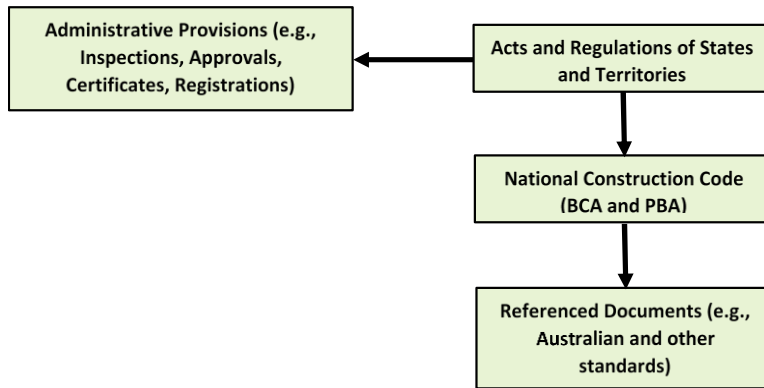 Administrative Provisions (e.g.,
Inspections, Approvals,
Certificates, Registrations)
Acts and Regulations of States
and Territories
National Construction Code
(BCA and PBA)
Referenced Documents (e.g.,
Australian and other
standards)